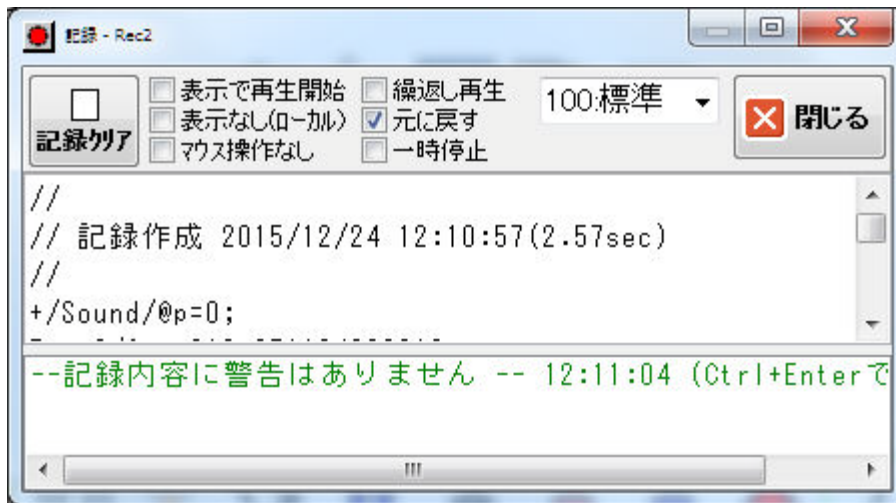 記録 - Rec2
記録クリア
表示で再生開始
表示なし(ローカル)
マウス操作なし
繰返し再生
元に戻す
一時停止
100:標準
閉じる
//
// 記録作成 2015/12/24 12:10:57(2.57sec)
//
+/Sound/@p=0;
--記録内容に警告はありません -- 12:11:04 (Ctrl+Enterで